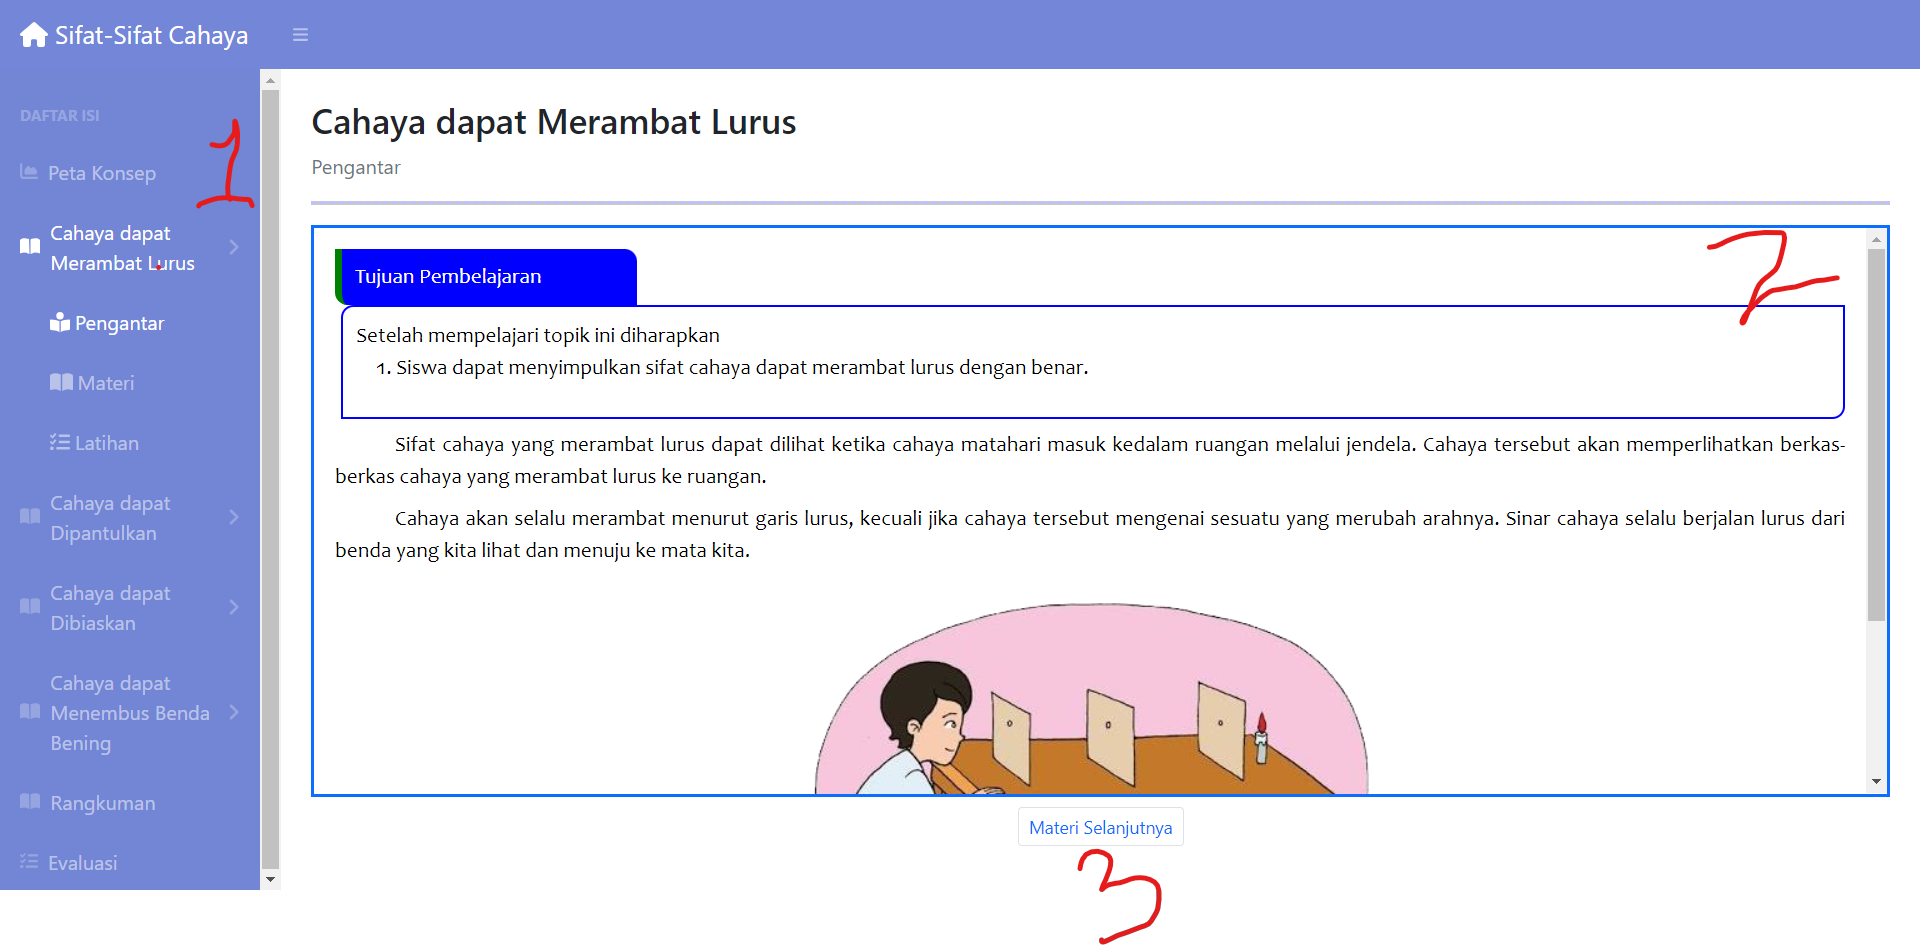 Sifat-Sifat Cahaya
DAFTAR ISI
1
Peta Konsep
Cahaya dapat
Merambat Lurus
Pengantar
Materi
Latihan
Cahaya dapat
Dipantulkan
Cahaya dapat
Dibiaskan
Cahaya dapat
Menembus Benda
Bening
Rangkuman
Evaluasi
Cahaya dapat Merambat Lurus
Pengantar
2
Tujuan Pembelajaran
Setelah mempelajari topik ini diharapkan
1. Siswa dapat menyimpulkan sifat cahaya dapat merambat lurus dengan benar.
Sifat cahaya yang merambat lurus dapat dilihat ketika cahaya matahari masuk kedalam ruangan melalui jendela. Cahaya tersebut akan memperlihatkan berkas-
berkas cahaya yang merambat lurus ke ruangan.
Cahaya akan selalu merambat menurut garis lurus, kecuali jika cahaya tersebut mengenai sesuatu yang merubah arahnya. Sinar cahaya selalu berjalan lurus dari
benda yang kita lihat dan menuju ke mata kita.
Materi Selanjutnya
3